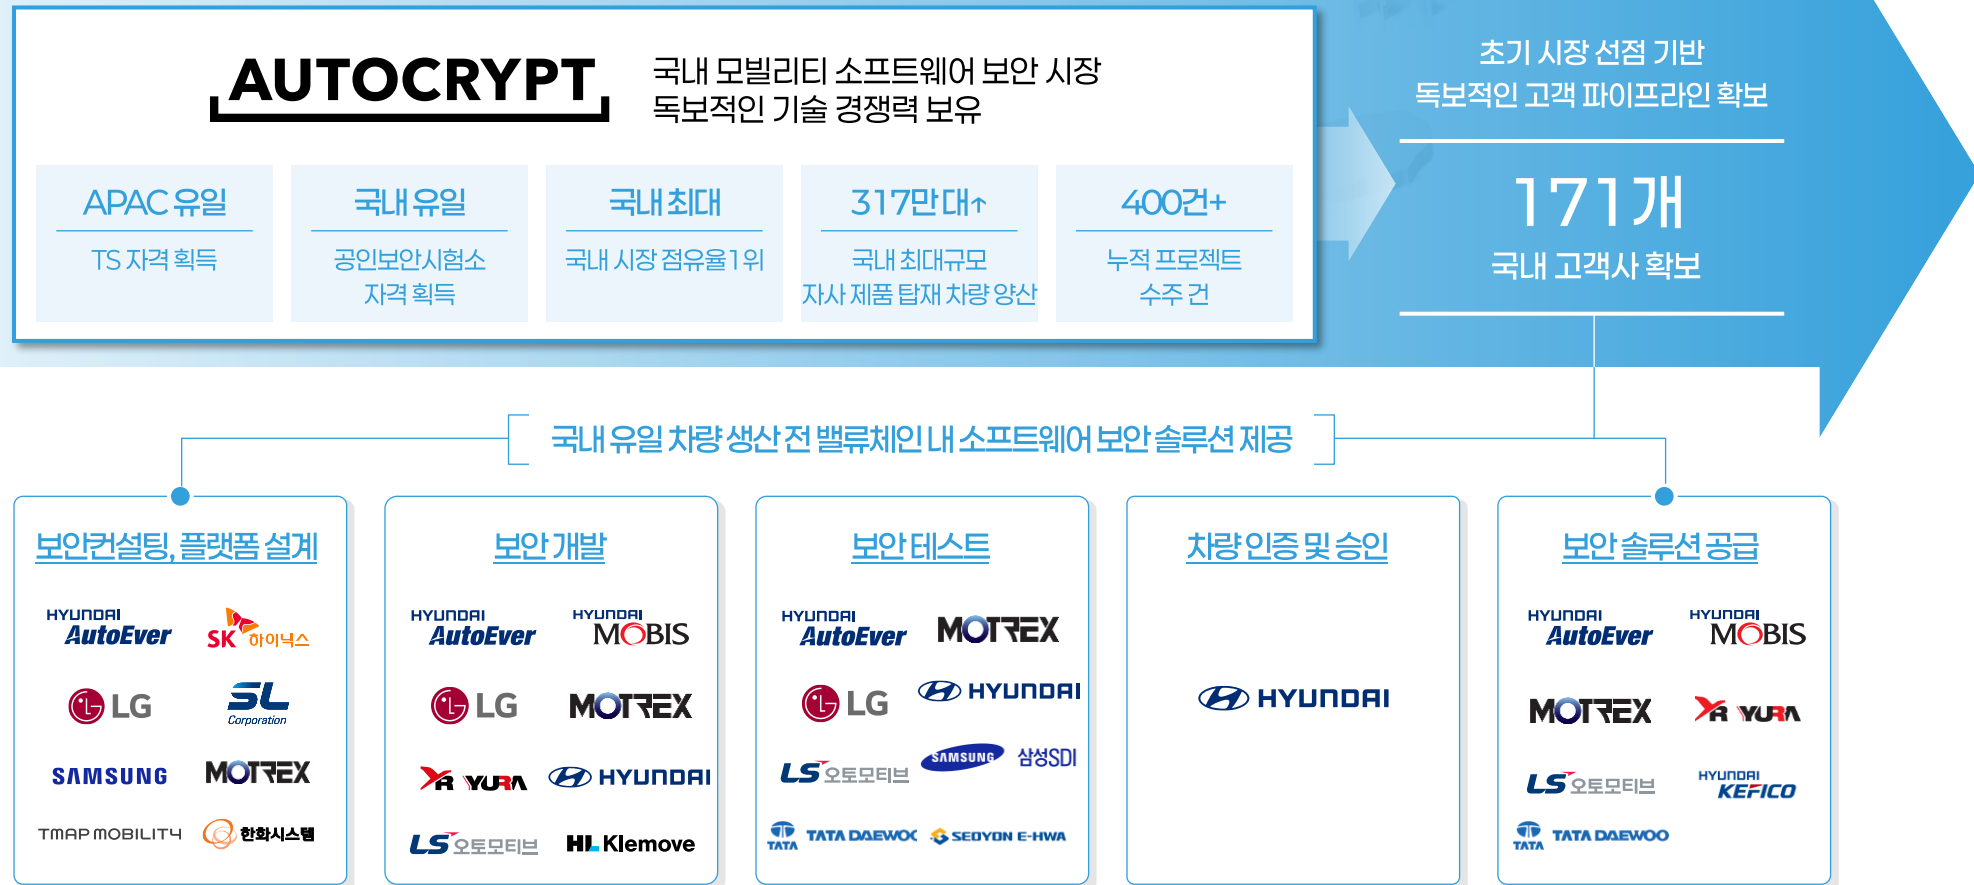 AUTOCRYPT
국내 모빌리티 소프트웨어 보안 시장
독보적인 기술 경쟁력 보유
APAC 유일
TS 자격 획득
국내 유일
공인보안시험소
자격 획득
국내 최대
국내 시장 점유율 1위
317만 대↑
국내 최대규모
자사 제품 탑재 차량 양산
400건+
누적 프로젝트
수주 건
초기 시장 선점 기반
독보적인 고객 파이프라인 확보
171개
국내 고객사 확보
국내 유일 차량 생산 전 밸류체인 내 소프트웨어 보안 솔루션 제공
보안컨설팅, 플랫폼 설계
HYUNDAI
AutoEver
SK 하이닉스
LG
SL
Corporation
SAMSUNG
MOTREX
TMAP MOBILITY
한화시스템
보안 개발
HYUNDAI
AutoEver
HYUNDAI
MOBIS
LG
MOTREX
YR YURA
HYUNDAI
LS 오토모티브
HL Klemove
보안 테스트
HYUNDAI
AutoEver
MOTREX
LG
HYUNDAI
LS 오토모티브
SAMSUNG 삼성SDI
TATA TATA DAEWOO
SEOYON E-HWA
차량 인증 및 승인
HYUNDAI
보안 솔루션 공급
HYUNDAI
AutoEver
HYUNDAI
MOBIS
MOTREX
YR YURA
LS 오토모티브
HYUNDAI
KEFICO
TATA TATA DAEWOO